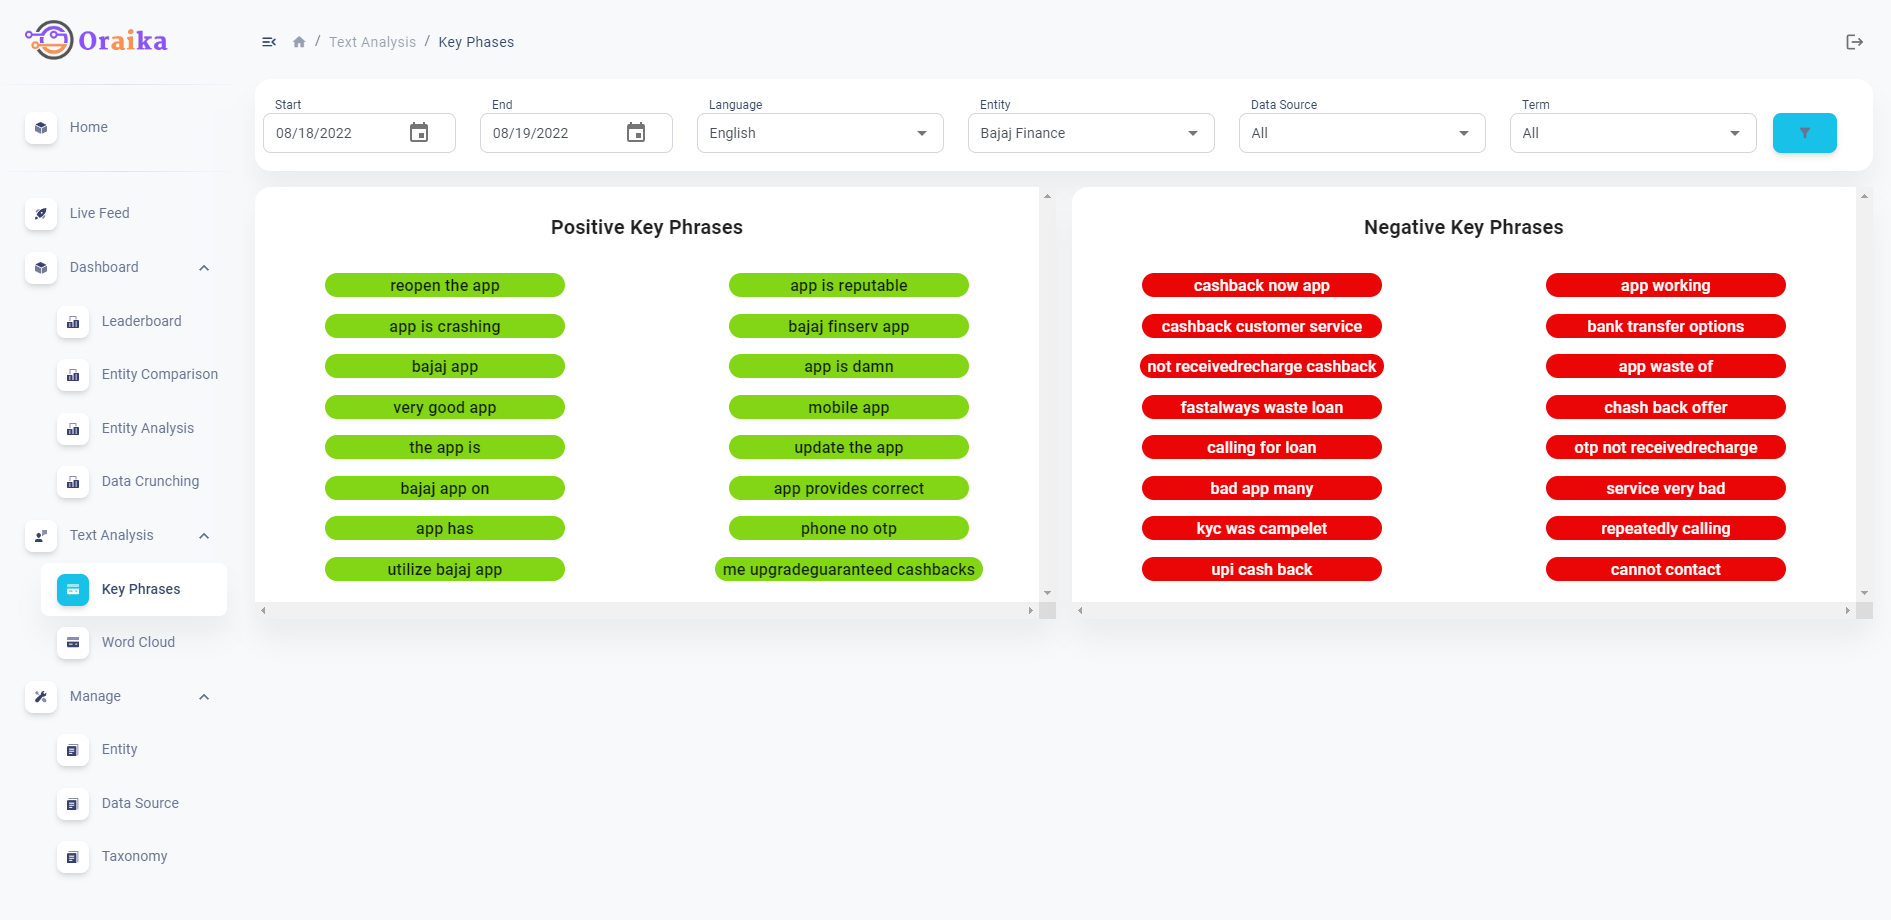 Oraika
/ Text Analysis / Key Phases
Home
Live Feed
Dashboard
Leaderboard
Entity Comparison
Entity Analysis
Data Crunching
Text Analysis
Key Phrases
Word Cloud
Manage
Entity
Data Source
Taxonomy
Start
08/18/2022
End
08/19/2022
Language
English
Entity
Bajaj Finance
Data Source
All
Term
All
Positive Key Phrases
reopen the app
app is reputable
app is crashing
bajaj finserv app
bajaj app
app is damn
very good app
mobile app
the app is
update the app
bajaj app on
app provides correct
app has
phone no otp
utilize bajaj app
me upgradeguaranteed cashbacks
Negative Key Phrases
cashback now app
app working
cashback customer service
bank transfer options
not receivedrecharge cashback
app waste of
fastalways waste loan
chash back offer
calling for loan
otp not receivedrecharge
bad app many
service very bad
kyc was campelet
repeatedly calling
upi cash back
cannot contact